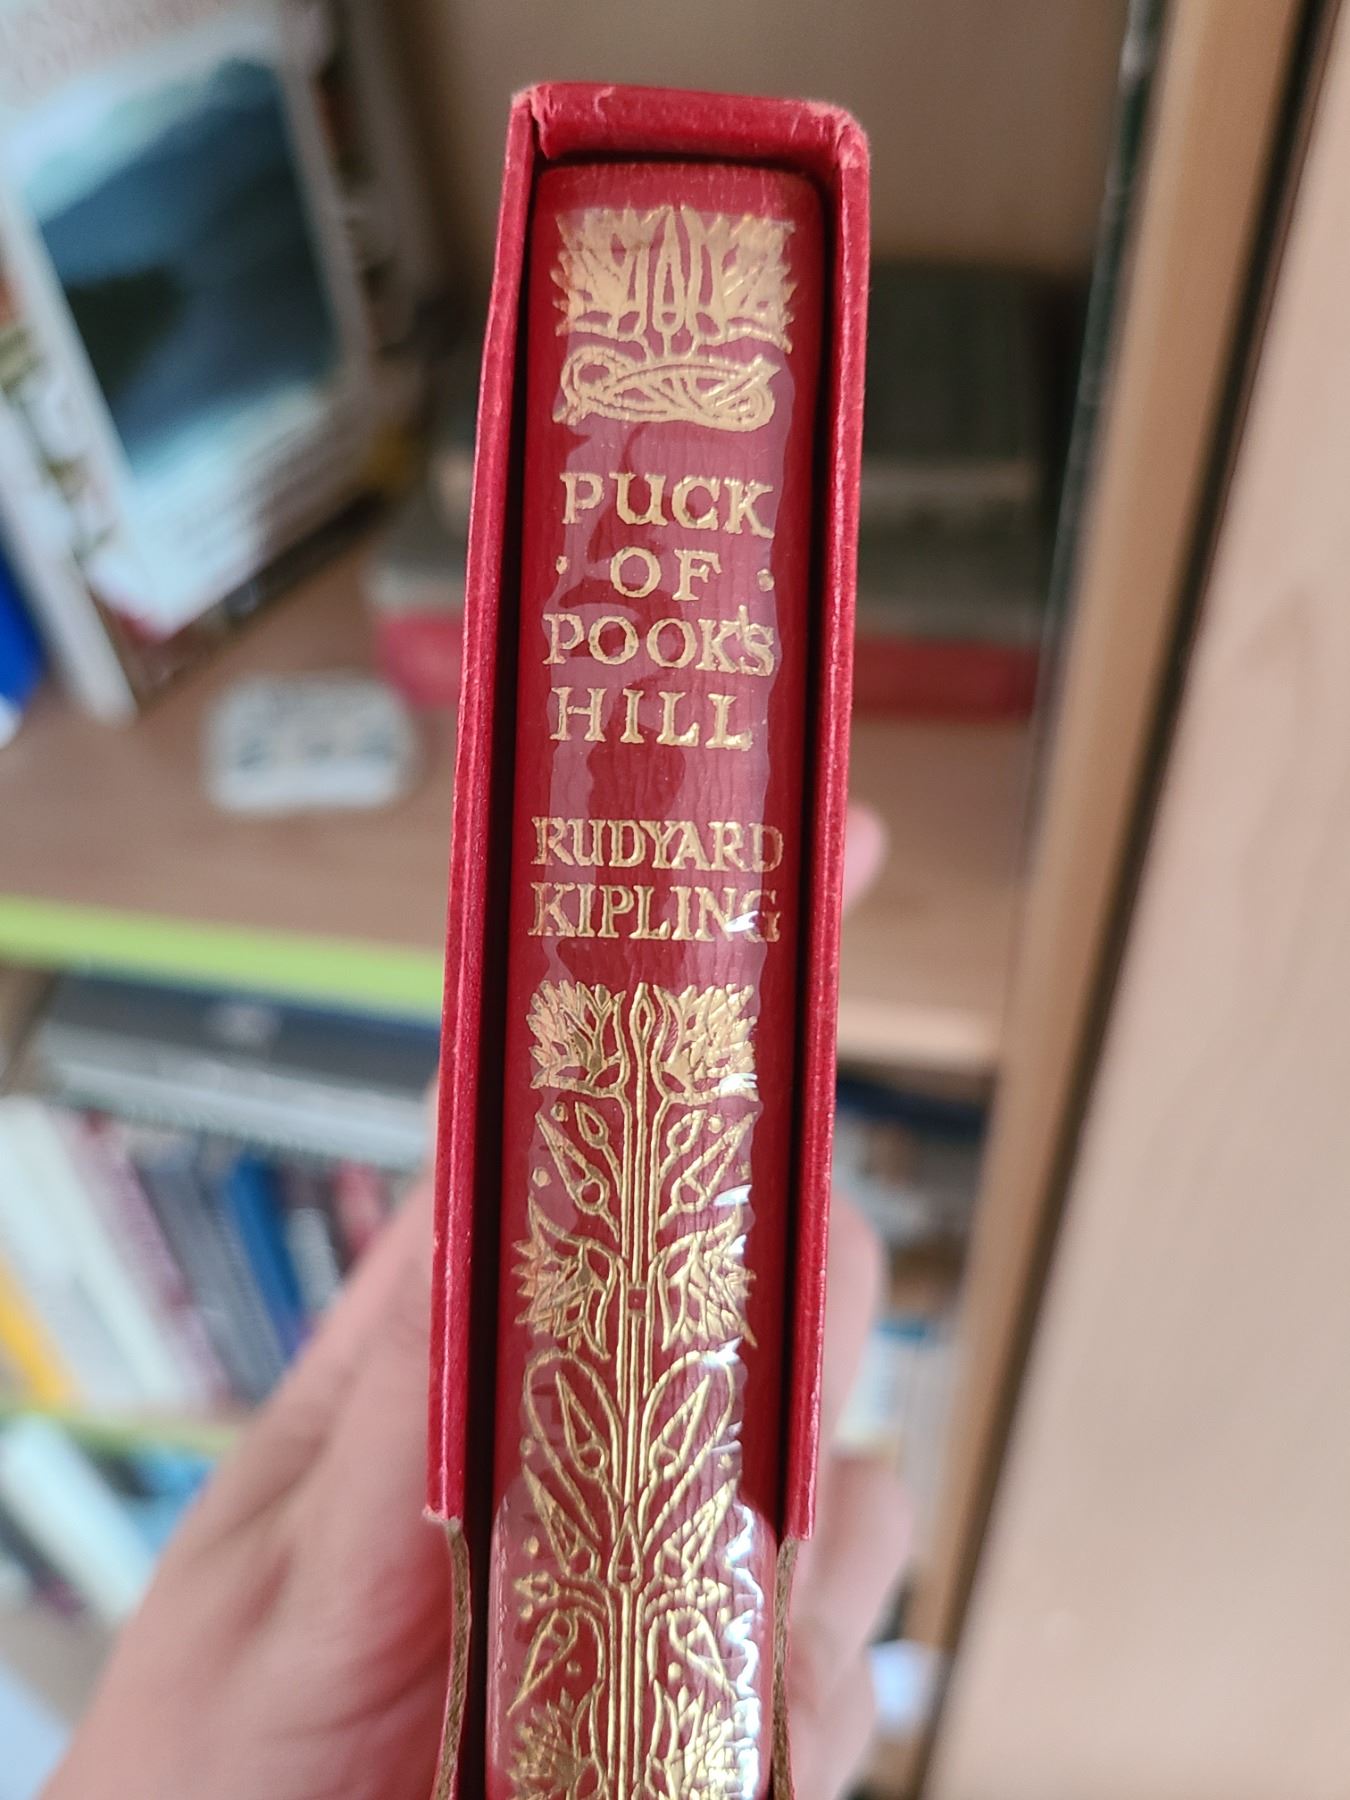 PUCK
· OF ·
POOK'S
HILL
RUDYARD
KIPLING